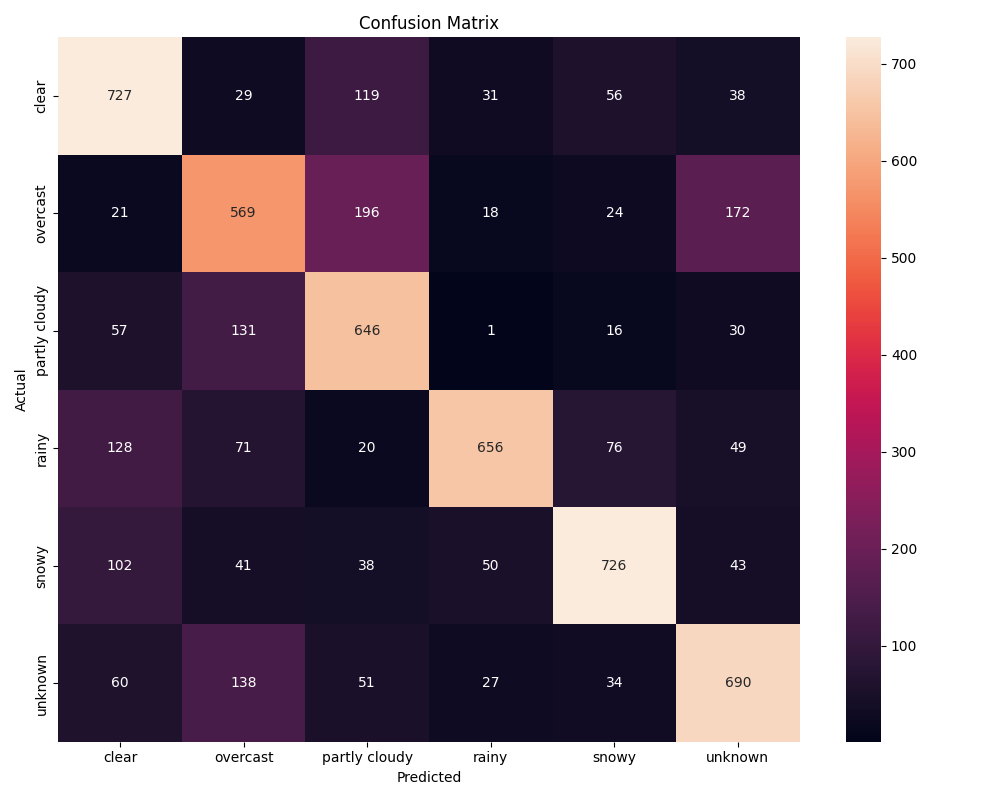 Confusion Matrix
clear 727 29 119 31 56 38
overcast 21 569 196 18 24 172
partly cloudy 57 131 646 1 16 30
rainy 128 71 20 656 76 49
snowy 102 41 38 50 726 43
unknown 60 138 51 27 34 690
Actual
clear overcast partly cloudy rainy snowy unknown
Predicted
700
600
500
400
300
200
100